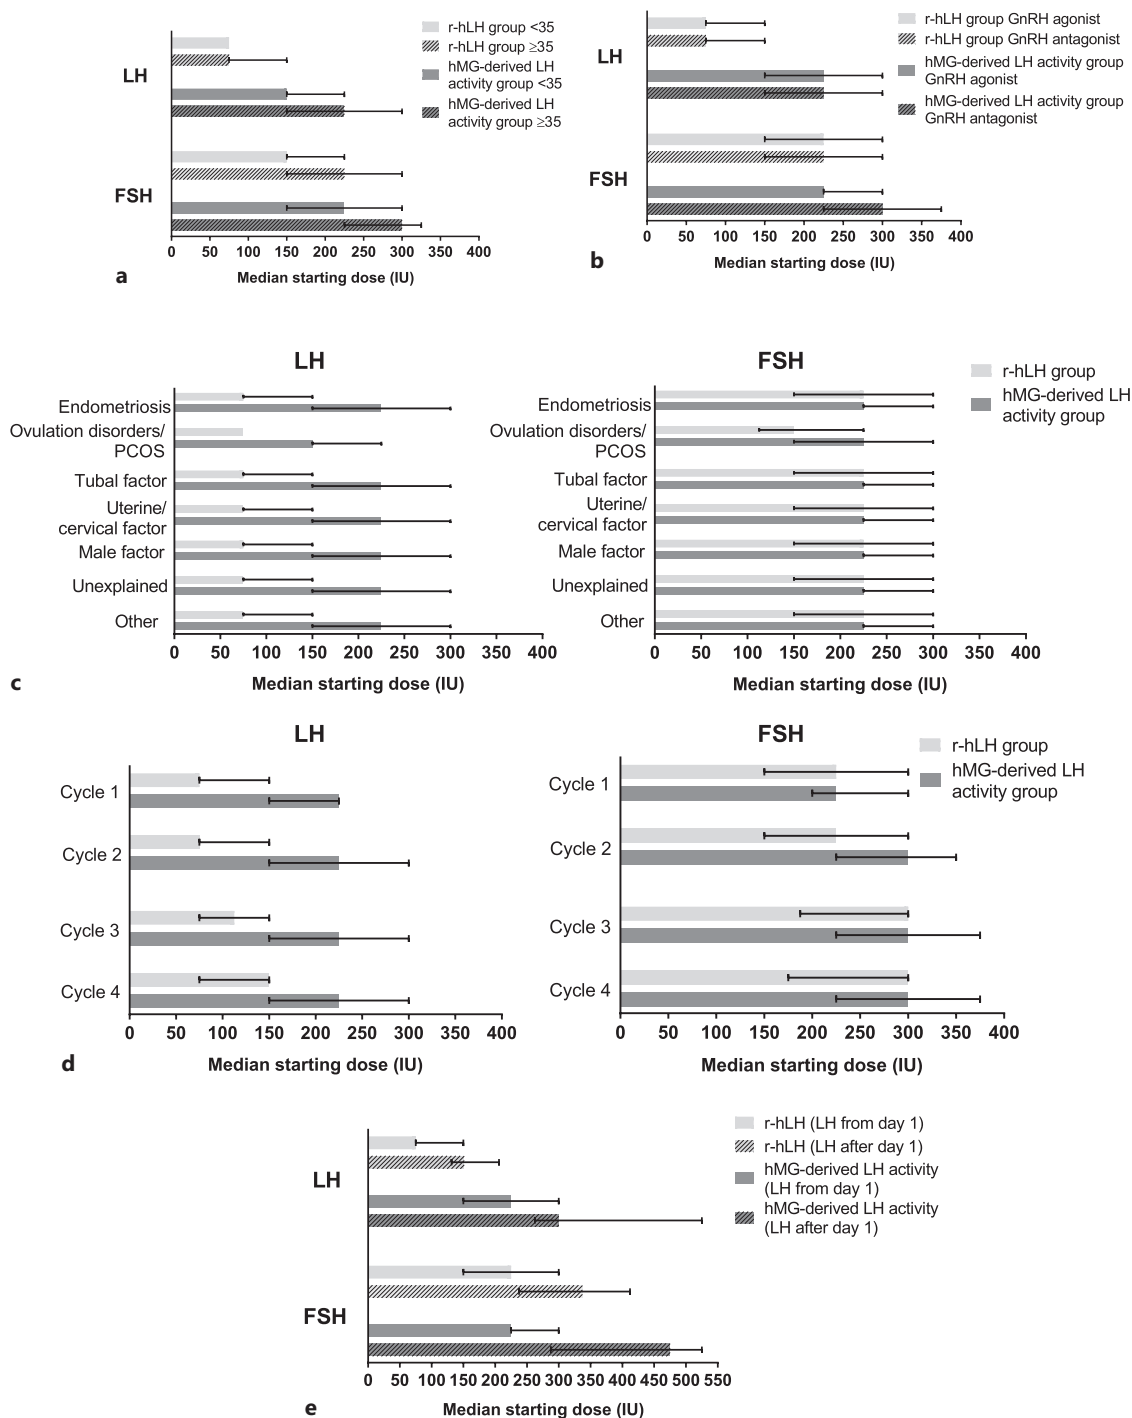 r-hLH group <35
r-hLH group ≥35
hMG-derived LH
activity group <35
hMG-derived LH
activity group ≥35
LH
FSH
0 50 100 150 200 250 300 350 400
Median starting dose (IU)
a
r-hLH group GnRH agonist
r-hLH group GnRH antagonist
hMG-derived LH activity group
GnRH agonist
hMG-derived LH activity group
GnRH antagonist
LH
FSH
0 50 100 150 200 250 300 350 400
Median starting dose (IU)
b
LH
Endometriosis
Ovulation disorders/
PCOS
Tubal factor
Uterine/
cervical factor
Male factor
Unexplained
Other
0 50 100 150 200 250 300 350 400
Median starting dose (IU)
FSH
r-hLH group
hMG-derived LH
activity group
Endometriosis
Ovulation disorders/
PCOS
Tubal factor
Uterine/
cervical factor
Male factor
Unexplained
Other
0 50 100 150 200 250 300 350 400
Median starting dose (IU)
c
LH
Cycle 1
Cycle 2
Cycle 3
Cycle 4
0 50 100 150 200 250 300 350 400
Median starting dose (IU)
FSH
r-hLH group
hMG-derived LH
activity group
Cycle 1
Cycle 2
Cycle 3
Cycle 4
0 50 100 150 200 250 300 350 400
Median starting dose (IU)
d
r-hLH (LH from day 1)
r-hLH (LH after day 1)
hMG-derived LH activity
(LH from day 1)
hMG-derived LH activity
(LH after day 1)
LH
FSH
0 50 100 150 200 250 300 350 400 450 500 550
Median starting dose (IU)
e